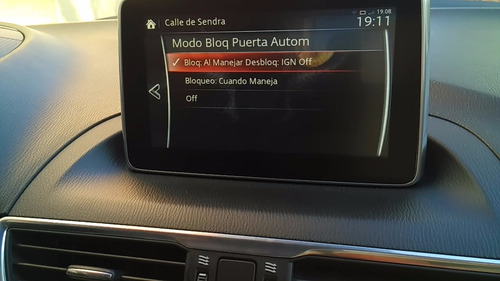 Calle de Sendra
19.08
19:11
Modo Bloq Puerta Autom
Bloq: Al Manejar Desbloq: IGN Off
Bloqueo: Cuando Maneja
Off